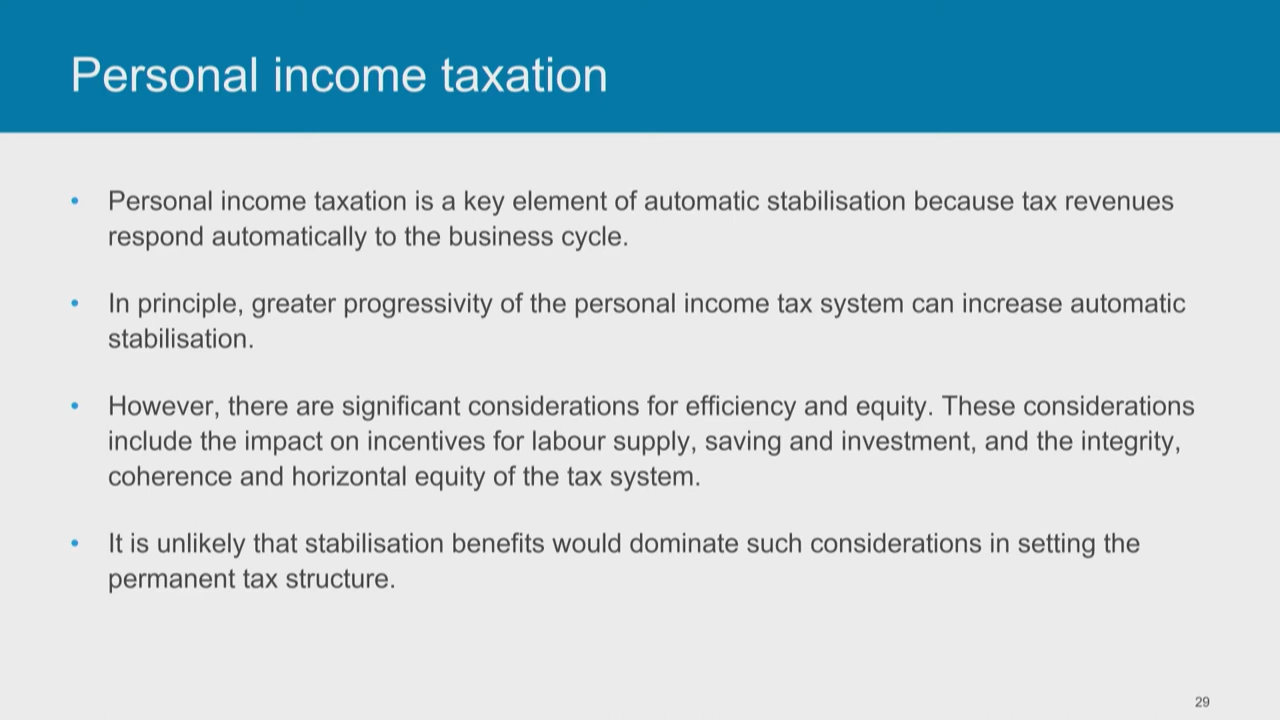 Personal income taxation
• Personal income taxation is a key element of automatic stabilisation because tax revenues
respond automatically to the business cycle.
• In principle, greater progressivity of the personal income tax system can increase automatic
stabilisation.
• However, there are significant considerations for efficiency and equity. These considerations
include the impact on incentives for labour supply, saving and investment, and the integrity,
coherence and horizontal equity of the tax system.
• It is unlikely that stabilisation benefits would dominate such considerations in setting the
permanent tax structure.
29